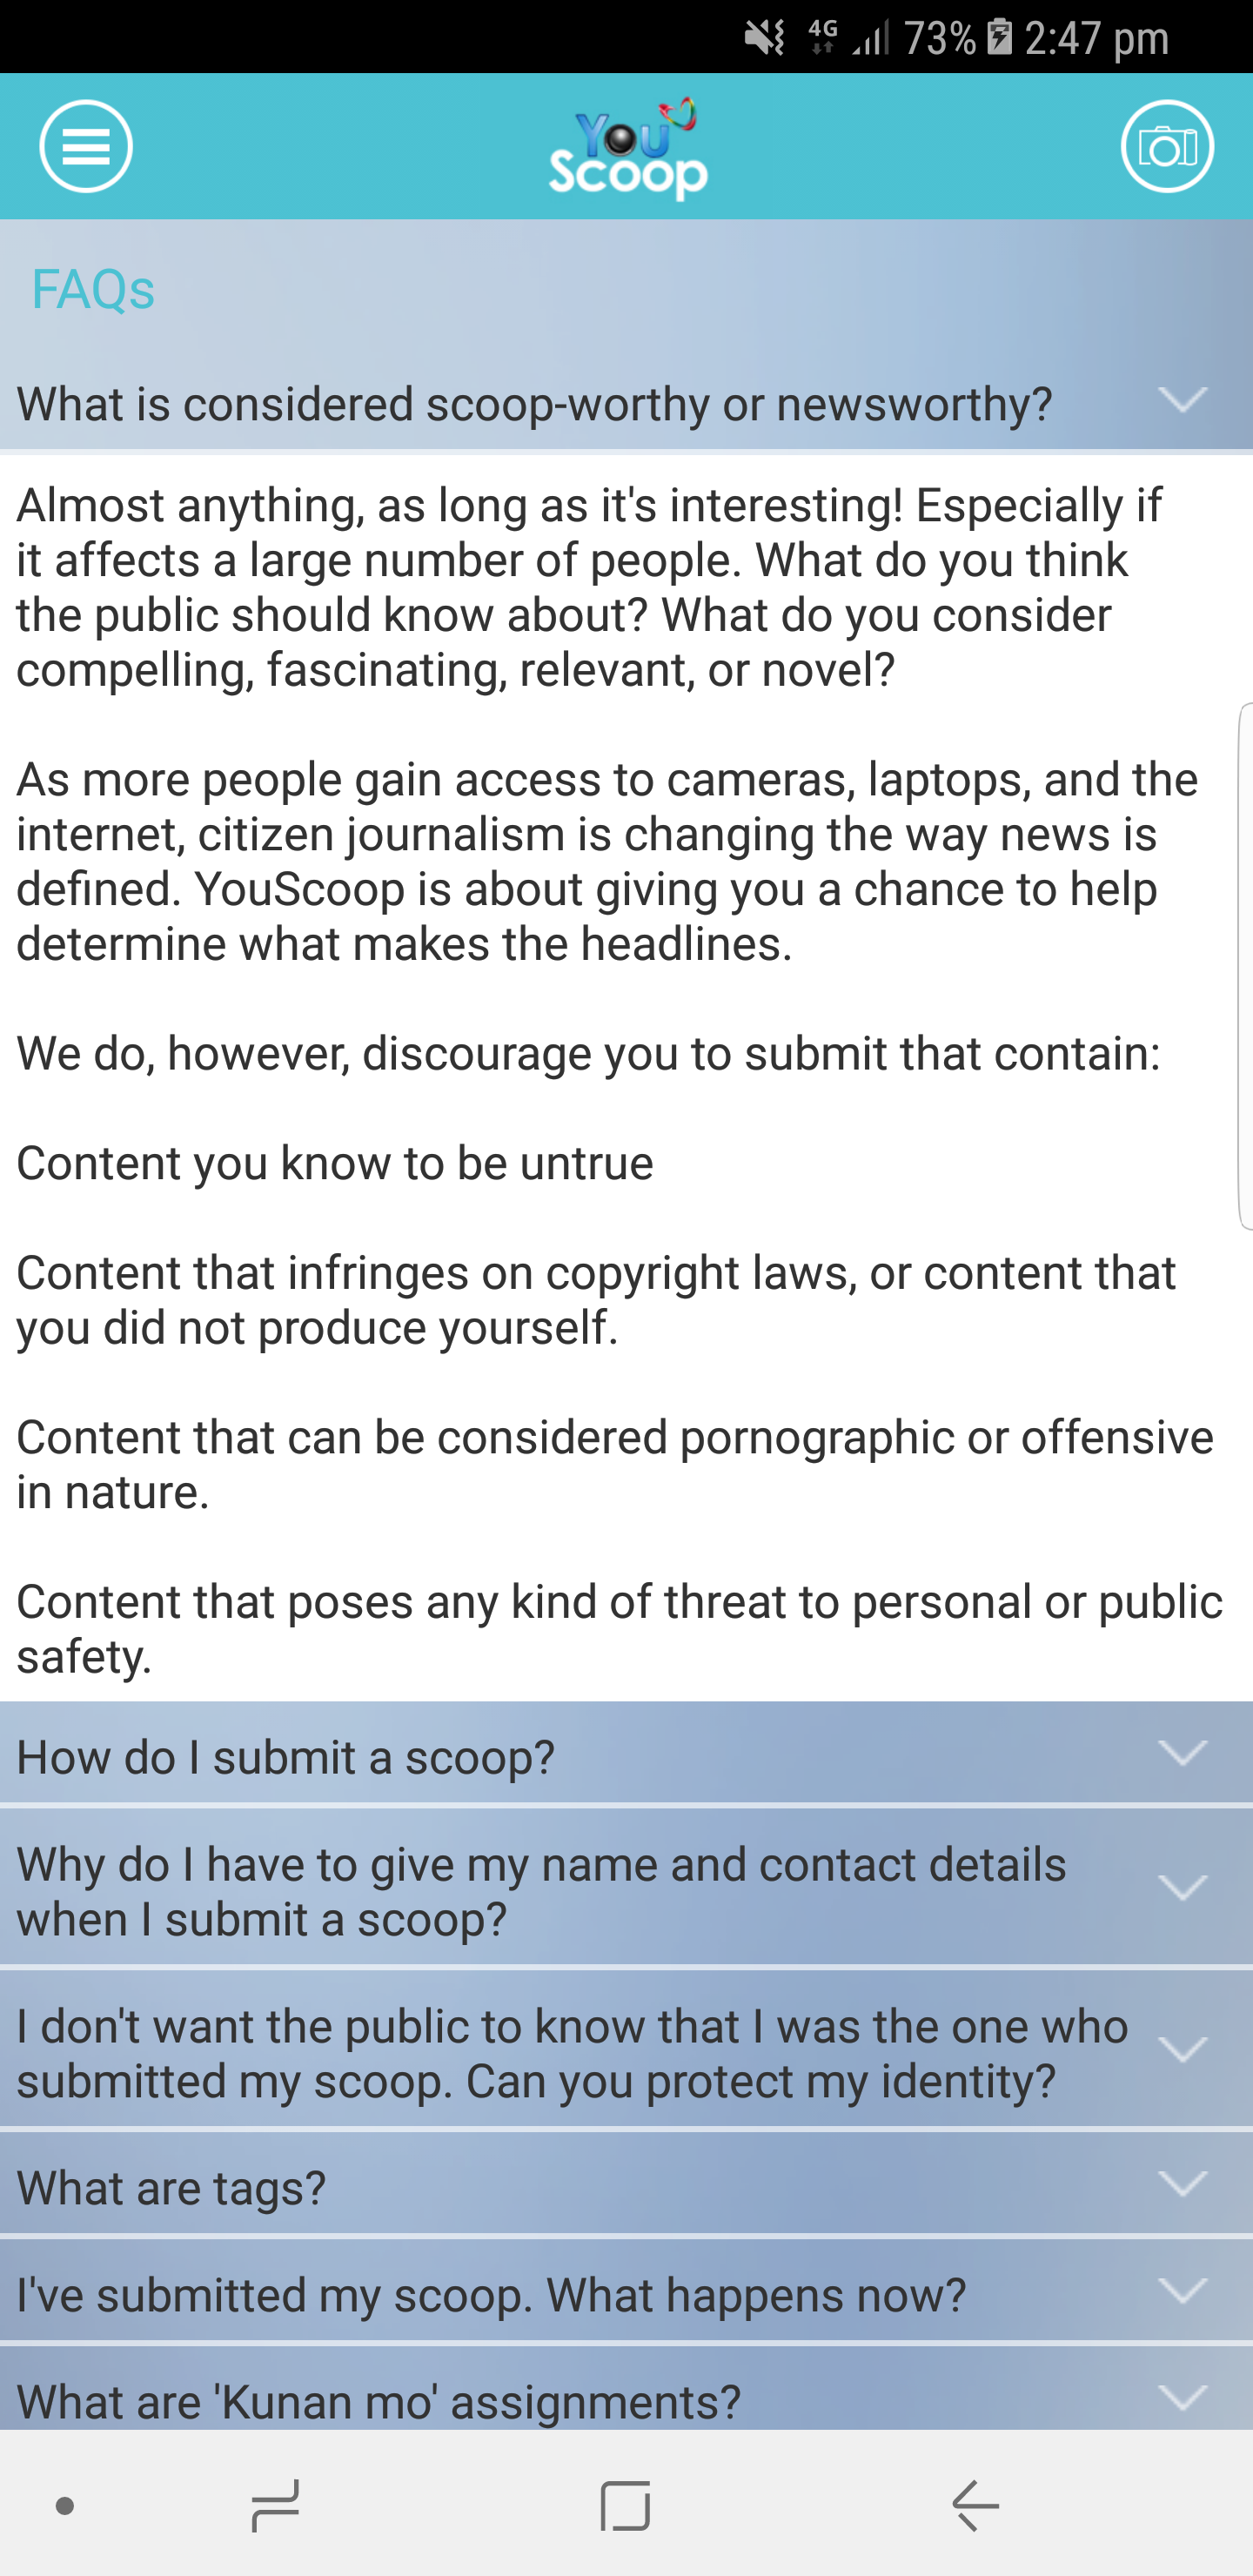 4G 73% 2:47 pm
You
Scoop
FAQs
What is considered scoop-worthy or newsworthy?
Almost anything, as long as it's interesting! Especially if
it affects a large number of people. What do you think
the public should know about? What do you consider
compelling, fascinating, relevant, or novel?
As more people gain access to cameras, laptops, and the
internet, citizen journalism is changing the way news is
defined. YouScoop is about giving you a chance to help
determine what makes the headlines.
We do, however, discourage you to submit that contain:
Content you know to be untrue
Content that infringes on copyright laws, or content that
you did not produce yourself.
Content that can be considered pornographic or offensive
in nature.
Content that poses any kind of threat to personal or public
safety.
How do I submit a scoop?
Why do I have to give my name and contact details
when I submit a scoop?
I don't want the public to know that I was the one who
submitted my scoop. Can you protect my identity?
What are tags?
I've submitted my scoop. What happens now?
What are 'Kunan mo' assignments?